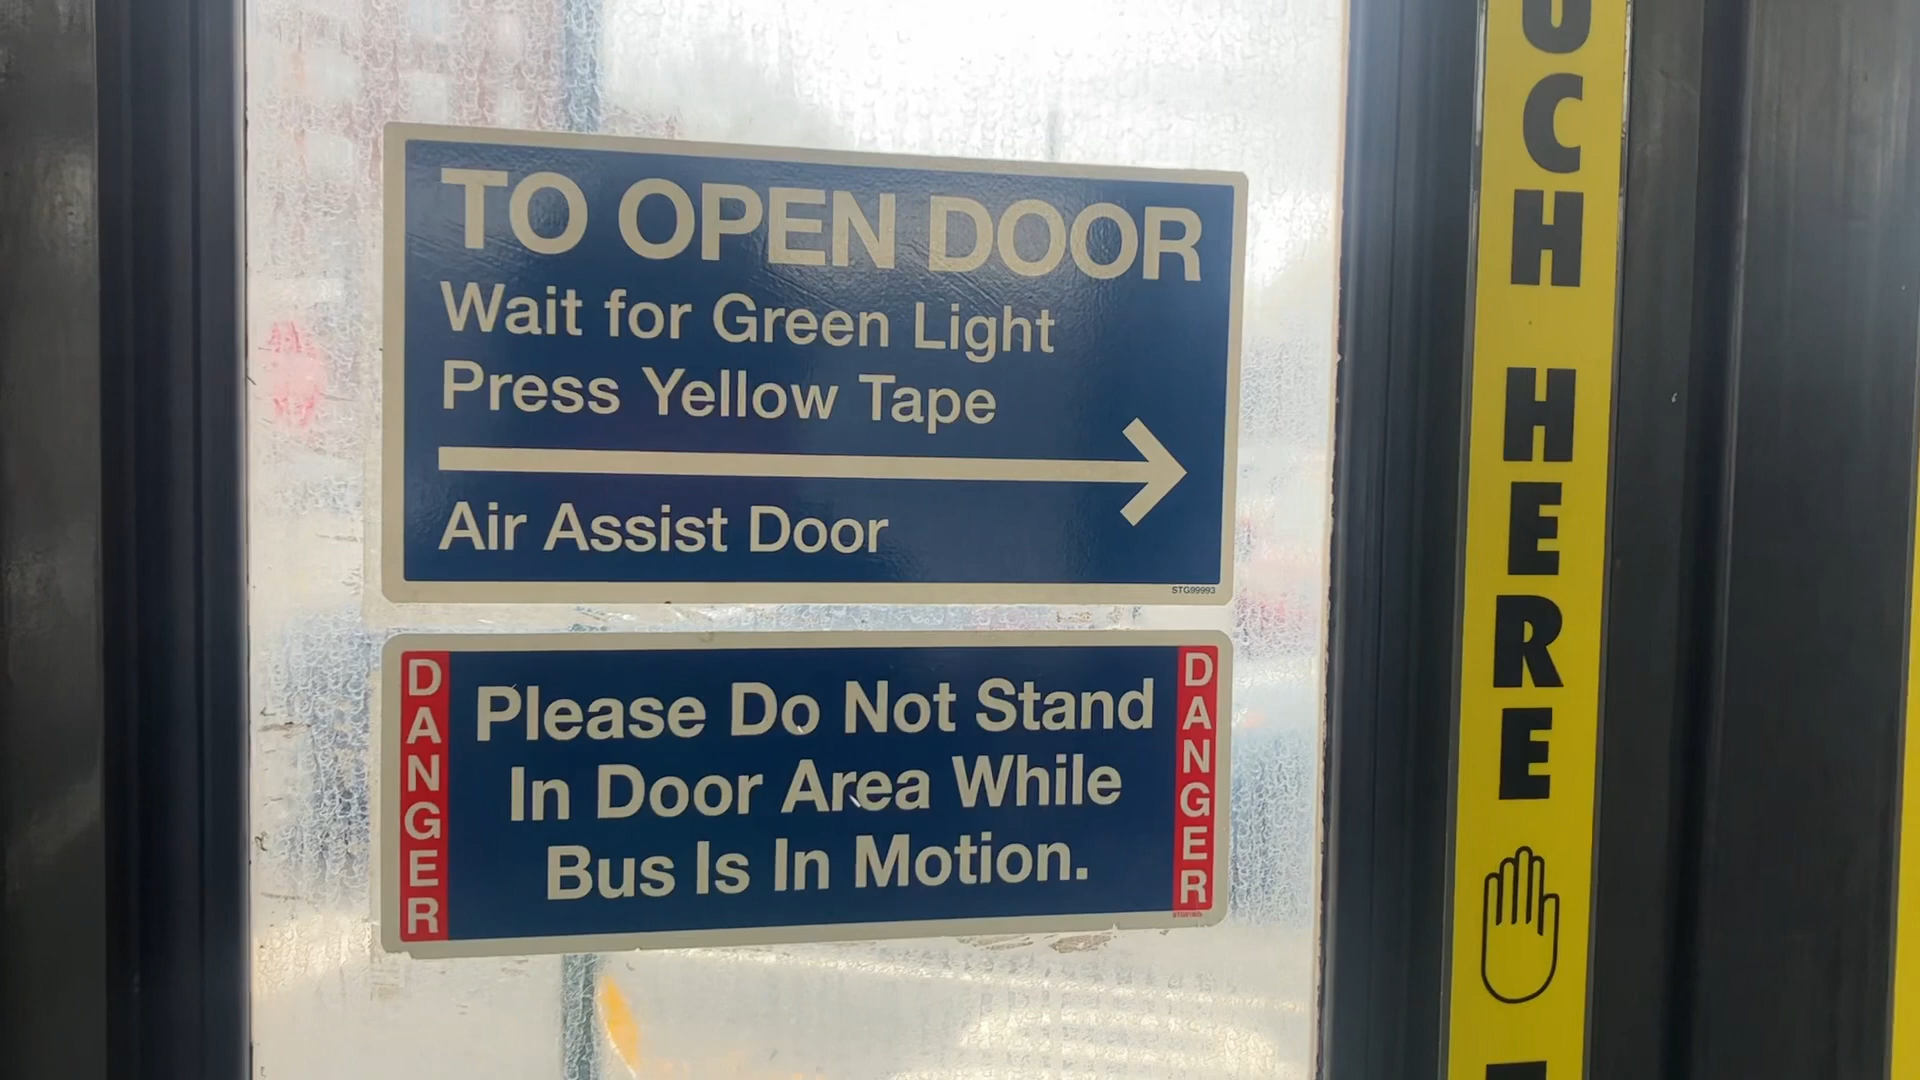 TO OPEN DOOR
Wait for Green Light
Press Yellow Tape
Air Assist Door
STG99993
DANGER
Please Do Not Stand
In Door Area While
Bus Is In Motion.
DANGER
UCH HERE